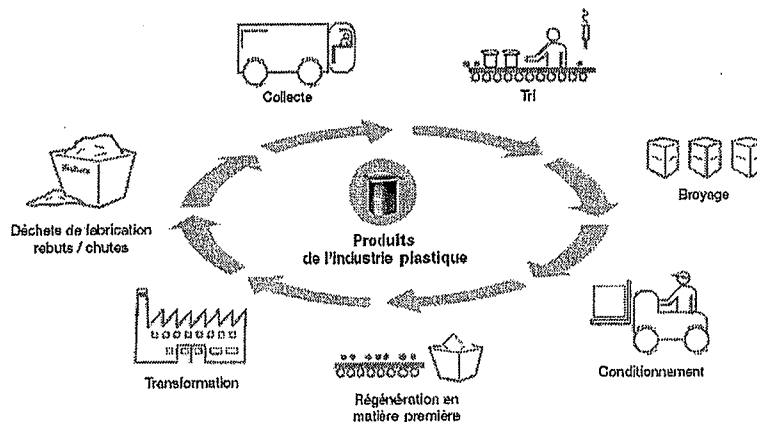 Collecte
Tri
Broyage
Déchets de fabrication
rebuts / chutes
Produits
de l'industrie plastique
Conditionnement
Transformation
Régénération en
matière première